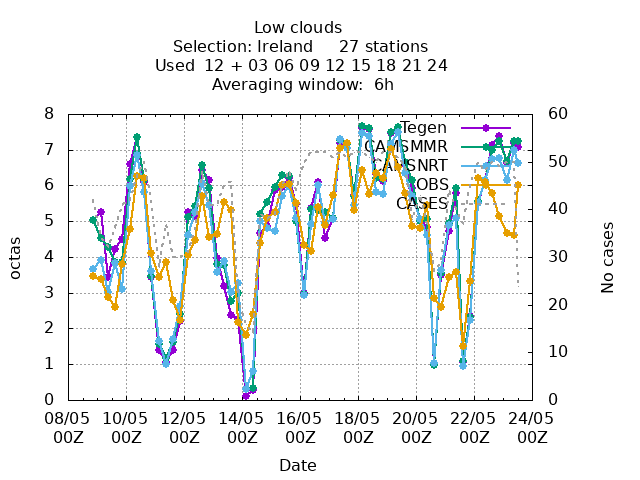 Low clouds
Selection: Ireland 27 stations
Used 12 + 03 06 09 12 15 18 21 24
Averaging window: 6h
8 60
7 50
6 40
5
4 30
3 20
2
1 10
0 0
Tegen
CAMSMMR
CAMSNRT
OBS
CASES
octas
No cases
08/05 10/05 12/05 14/05 16/05 18/05 20/05 22/05 24/05
00Z 00Z 00Z 00Z 00Z 00Z 00Z 00Z 00Z
Date